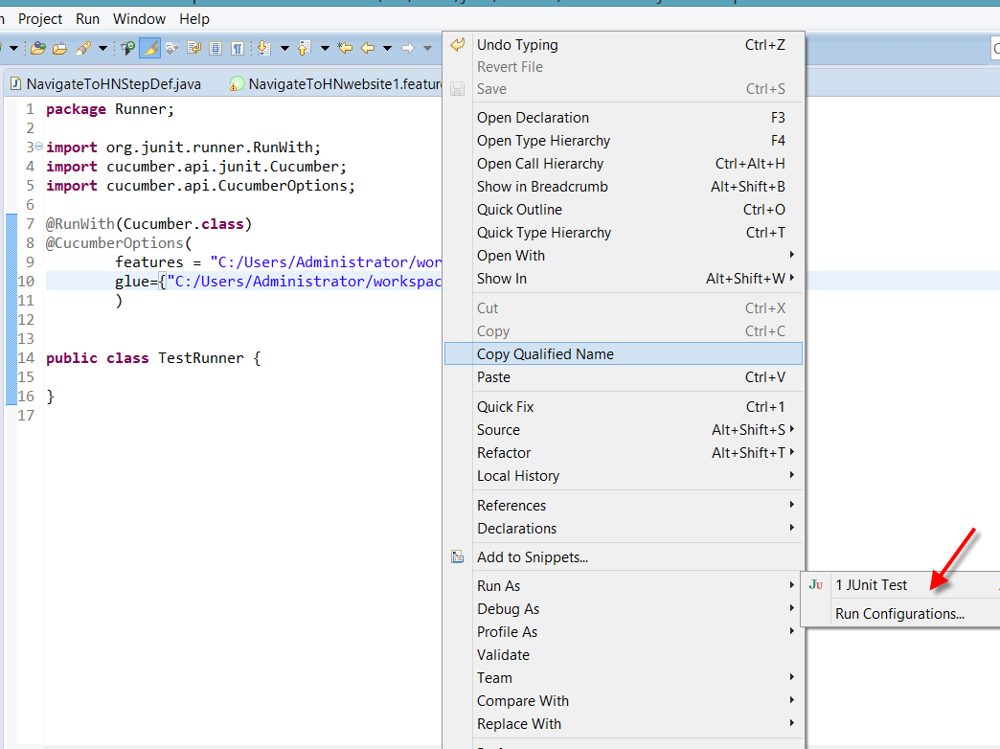 Project Run Window Help
NavigateToHNStepDef.java NavigateToHNwebsite1.featur
1 package Runner;
2
3 import org.junit.runner.RunWith;
4 import cucumber.api.junit.Cucumber;
5 import cucumber.api.CucumberOptions;
6
7 @RunWith(Cucumber.class)
8 @CucumberOptions(
9 features = "C:/Users/Administrator/wor
10 glue={"C:/Users/Administrator/workspac
11 )
12
13
14 public class TestRunner {
15
16 }
17
Undo Typing Ctrl+Z
Revert File
Save Ctrl+S
Open Declaration F3
Open Type Hierarchy F4
Open Call Hierarchy Ctrl+Alt+H
Show in Breadcrumb Alt+Shift+B
Quick Outline Ctrl+O
Quick Type Hierarchy Ctrl+T
Open With
Show In Alt+Shift+W
Cut Ctrl+X
Copy Ctrl+C
Copy Qualified Name
Paste Ctrl+V
Quick Fix Ctrl+1
Source Alt+Shift+S
Refactor Alt+Shift+T
Local History
References
Declarations
Add to Snippets...
Run As
Debug As
Profile As
Validate
Team
Compare With
Replace With
JU 1 JUnit Test
Run Configurations...